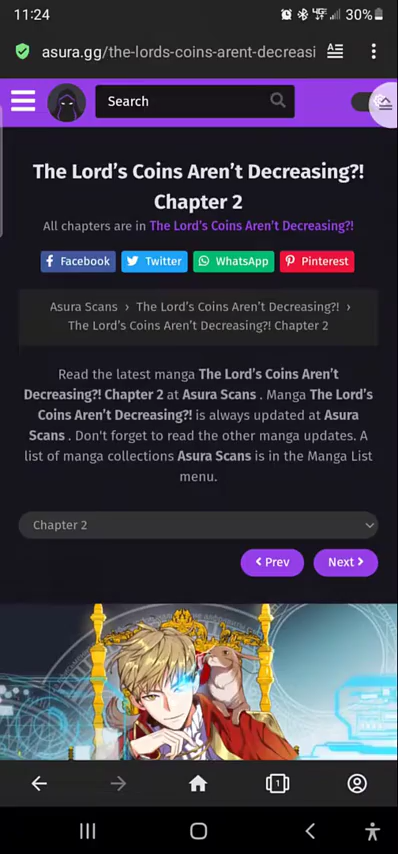 11:24
4G
30%
asura.gg/the-lords-coins-arent-decreasi
Search
The Lord's Coins Aren't Decreasing?!
Chapter 2
All chapters are in The Lord's Coins Aren't Decreasing?!
Facebook
Twitter
WhatsApp
Pinterest
Asura Scans › The Lord's Coins Aren't Decreasing?! ›
The Lord's Coins Aren't Decreasing?! Chapter 2
Read the latest manga The Lord's Coins Aren't
Decreasing?! Chapter 2 at Asura Scans . Manga The Lord's
Coins Aren't Decreasing?! is always updated at Asura
Scans . Don't forget to read the other manga updates. A
list of manga collections Asura Scans is in the Manga List
menu.
Chapter 2
Prev
Next
1